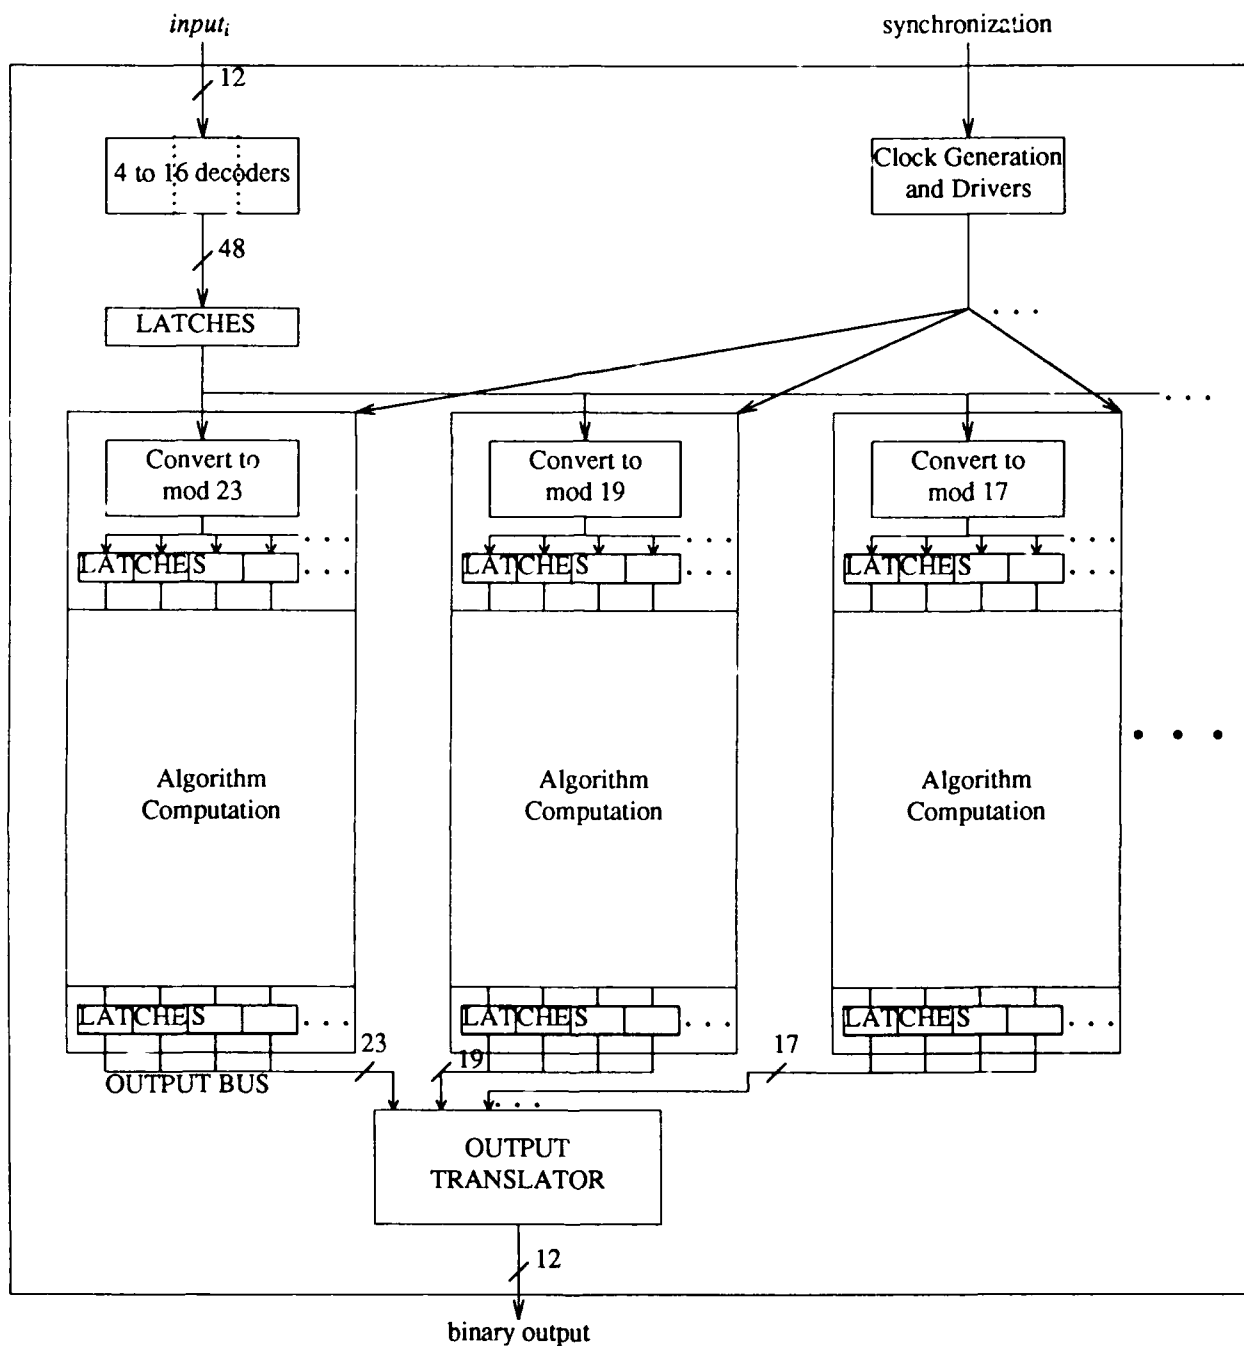 input_i
synchronization
12
4 to 16 decoders
Clock Generation
and Drivers
48
LATCHES
. . .
. . .
Convert to
mod 23
Convert to
mod 19
Convert to
mod 17
. . .
. . .
. . .
LATCHES
. . .
LATCHES
. . .
LATCHES
. . .
Algorithm
Computation
Algorithm
Computation
Algorithm
Computation
. . .
LATCHES
. . .
LATCHES
. . .
LATCHES
. . .
23
19
17
OUTPUT BUS
. . .
OUTPUT
TRANSLATOR
12
binary output